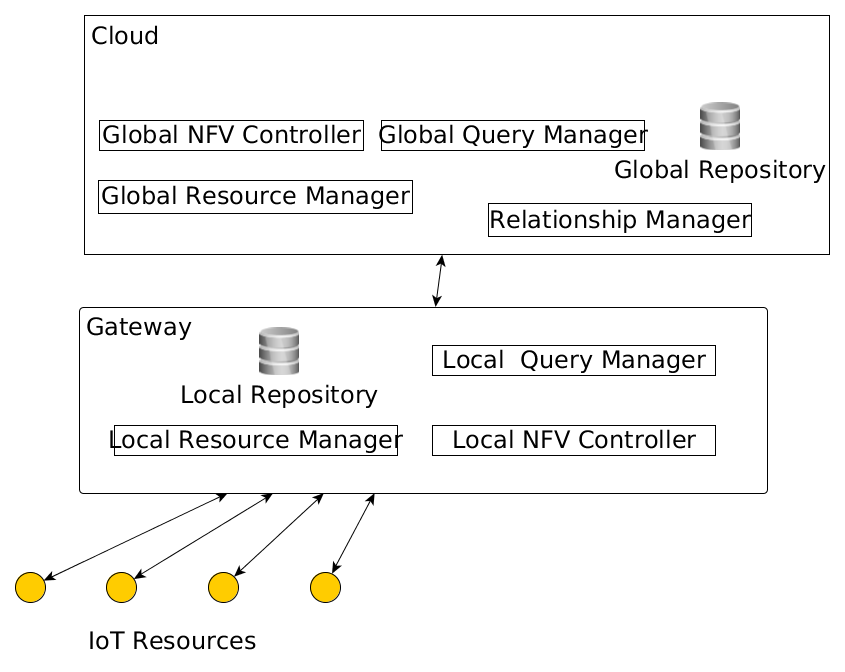 Cloud
Global NFV Controller
Global Query Manager
Global Repository
Global Resource Manager
Relationship Manager
Gateway
Local Query Manager
Local Repository
Local Resource Manager
Local NFV Controller
IoT Resources